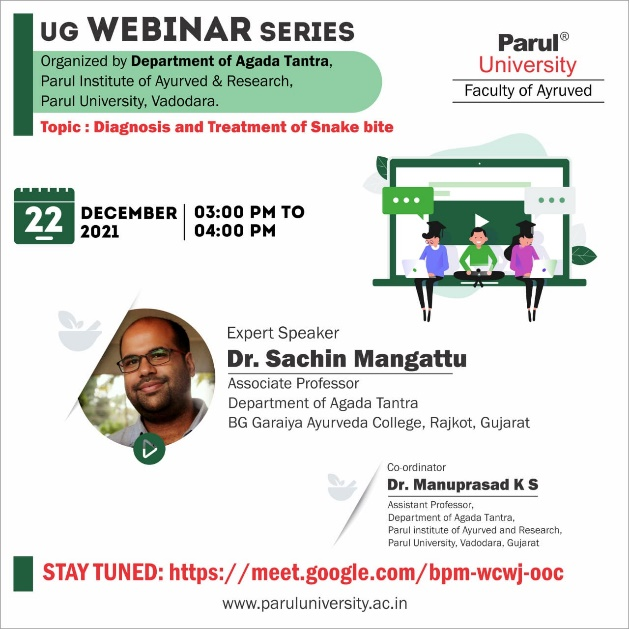 UG WEBINAR SERIES
Organized by Department of Agada Tantra,
Parul Institute of Ayurved & Research,
Parul University, Vadodara.
Topic : Diagnosis and Treatment of Snake bite
Parul®
University
Faculty of Ayruved
22
DECEMBER
2021
03:00 PM TO
04:00 PM
Expert Speaker
Dr. Sachin Mangattu
Associate Professor
Department of Agada Tantra
BG Garaiya Ayurveda College, Rajkot, Gujarat
Co-ordinator
Dr. Manuprasad K S
Assistant Professor,
Department of Agada Tantra,
Parul institute of Ayurved and Research,
Parul University, Vadodara, Gujarat
STAY TUNED: https://meet.google.com/bpm-wcwj-ooc
www.paruluniversity.ac.in